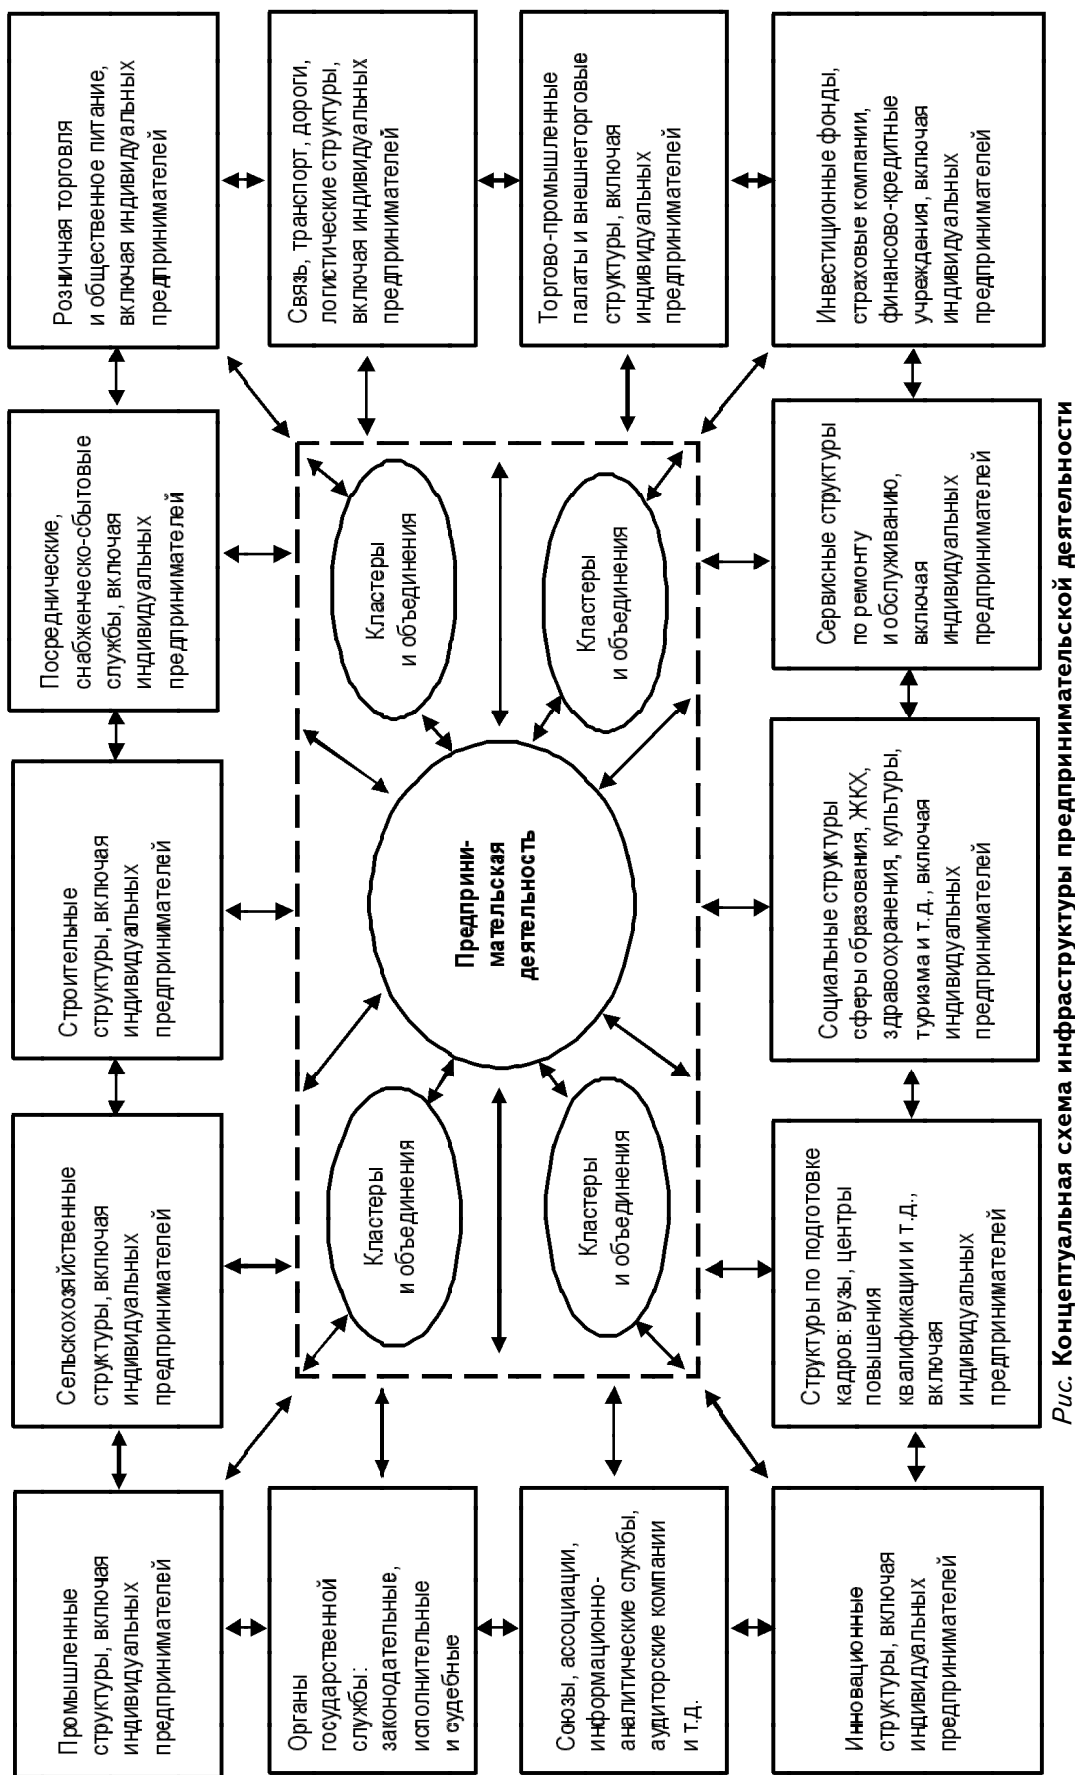 Промышленные
структуры, включая
индивидуальных
предпринимателей
Сельскохозяйственные
структуры, включая
индивидуальных
предпринимателей
Строительные
структуры, включая
индивидуальных
предпринимателей
Посреднические,
снабженческо-сбытовые
службы, включая
индивидуальных
предпринимателей
Розничная торговля
и общественное питание,
включая индивидуальных
предпринимателей
Органы
государственной
службы:
законодательные,
исполнительные
и судебные
Кластеры
и объединения
Кластеры
и объединения
Связь, транспорт, дороги,
логистические структуры,
включая индивидуальных
предпринимателей
Предприни-
мательская
деятельность
Союзы, ассоциации,
информационно-
аналитические службы,
аудиторские компании
и т.д.
Кластеры
и объединения
Кластеры
и объединения
Торгово-промышленные
палаты и внешнеторговые
структуры, включая
индивидуальных
предпринимателей
Инновационные
структуры, включая
индивидуальных
предпринимателей
Структуры по подготовке
кадров: вузы, центры
повышения
квалификации и т.д.,
включая
индивидуальных
предпринимателей
Социальные структуры
сферы образования, ЖКХ,
здравоохранения, культуры,
туризма и т.д., включая
индивидуальных
предпринимателей
Сервисные структуры
по ремонту
и обслуживанию,
включая
индивидуальных
предпринимателей
Инвестиционные фонды,
страховые компании,
финансово-кредитные
учреждения, включая
индивидуальных
предпринимателей
Рис. Концептуальная схема инфраструктуры предпринимательской деятельности